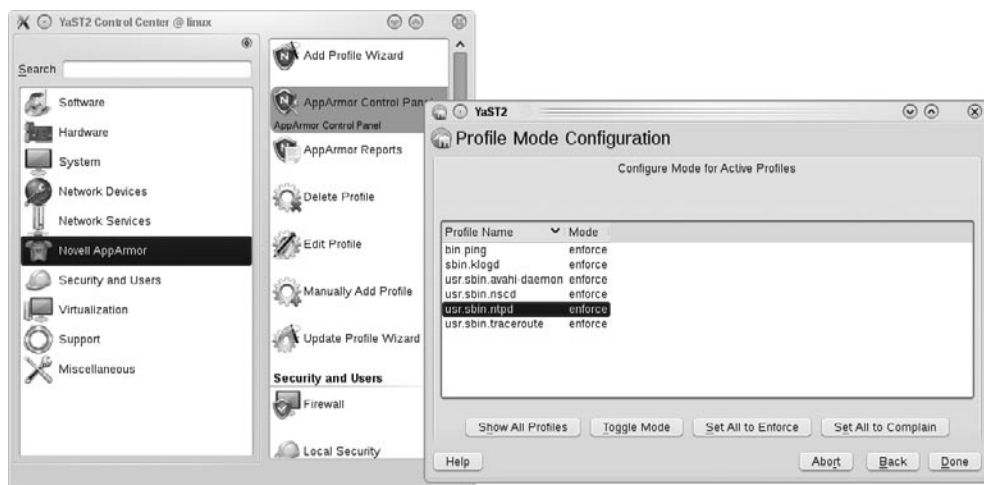 YaST2 Control Center @ linux
Search
Software
Hardware
System
Network Devices
Network Services
Novell AppArmor
Security and Users
Virtualization
Support
Miscellaneous
Add Profile Wizard
AppArmor Control Pan
AppArmor Control Panel
AppArmor Reports
Delete Profile
Edit Profile
Manually Add Profile
Update Profile Wizard
Security and Users
Firewall
Local Security
YaST2
Profile Mode Configuration
Configure Mode for Active Profiles
Profile Name Mode
bin.ping enforce
sbin.klogd enforce
usr.sbin.avahi-daemon enforce
usr.sbin.nscd enforce
usr.sbin.ntpd enforce
usr.sbin.traceroute enforce
Show All Profiles Toggle Mode Set All to Enforce Set All to Complain
Help Abort Back Done